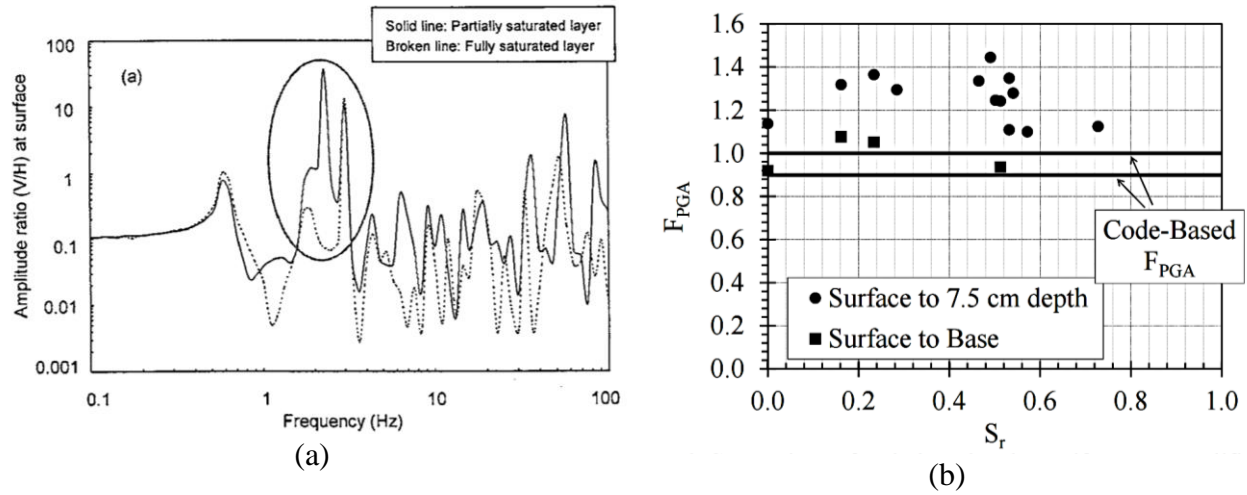 Solid line: Partially saturated layer
Broken line: Fully saturated layer
(a)
100
10
1
0.1
0.01
0.001
Amplitude ratio (V/H) at surface
0.1
1
10
100
Frequency (Hz)
(a)
1.6
1.4
1.2
1.0
0.8
0.6
0.4
0.2
0.0
F_PGA
Code-Based
F_PGA
Surface to 7.5 cm depth
Surface to Base
0.0
0.2
0.4
0.6
0.8
1.0
S_r
(b)